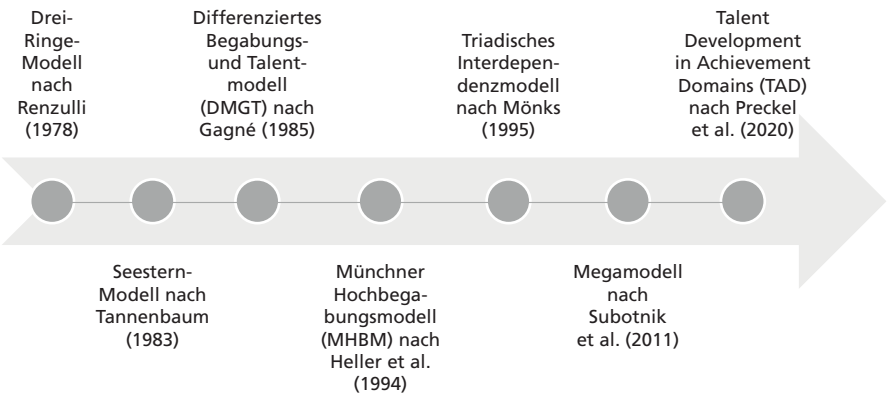 Drei-
Ringe-
Modell
nach
Renzulli
(1978)
Seestern-
Modell nach
Tannenbaum
(1983)
Differenziertes
Begabungs-
und Talent-
modell
(DMGT) nach
Gagné (1985)
Münchner
Hochbega-
bungsmodell
(MHBM) nach
Heller et al.
(1994)
Triadisches
Interdepen-
denzmodell
nach Mönks
(1995)
Megamodell
nach
Subotnik
et al. (2011)
Talent
Development
in Achievement
Domains (TAD)
nach Preckel
et al. (2020)